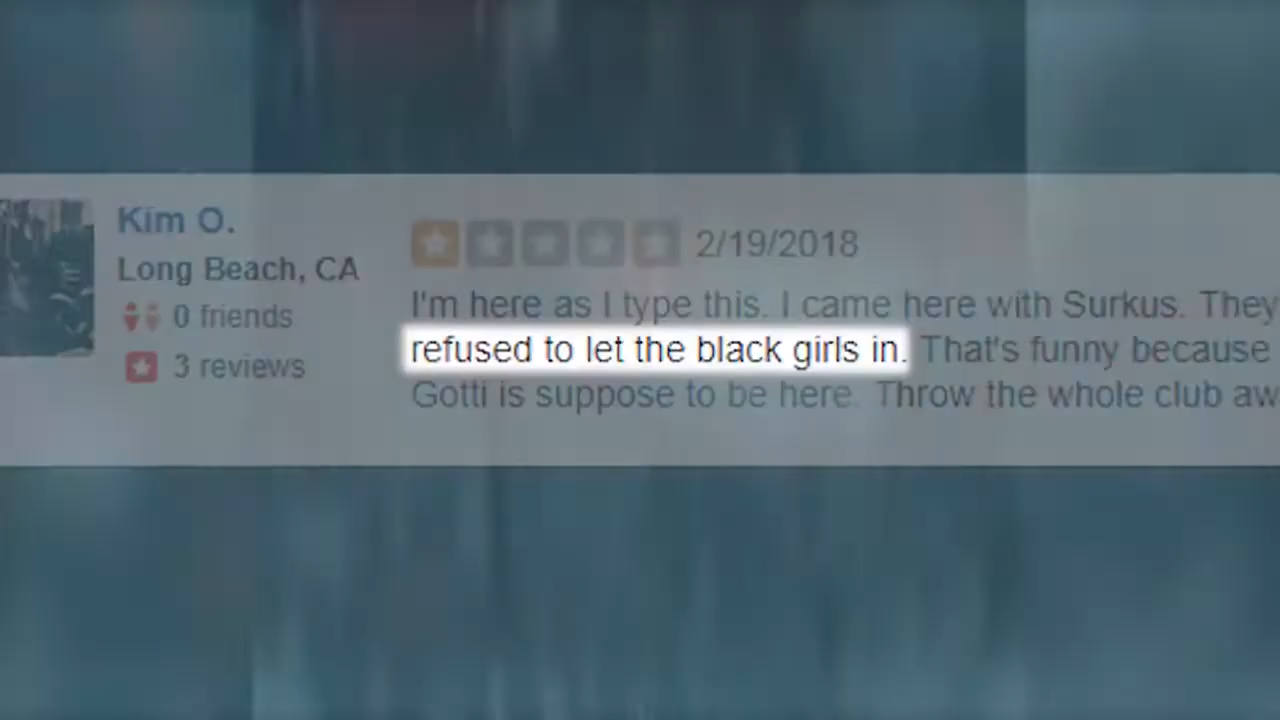 Kim O.
Long Beach, CA
0 friends
3 reviews
2/19/2018
I'm here as I type this. I came here with Surkus. They
refused to let the black girls in. That's funny because
Gotti is suppose to be here. Throw the whole club aw